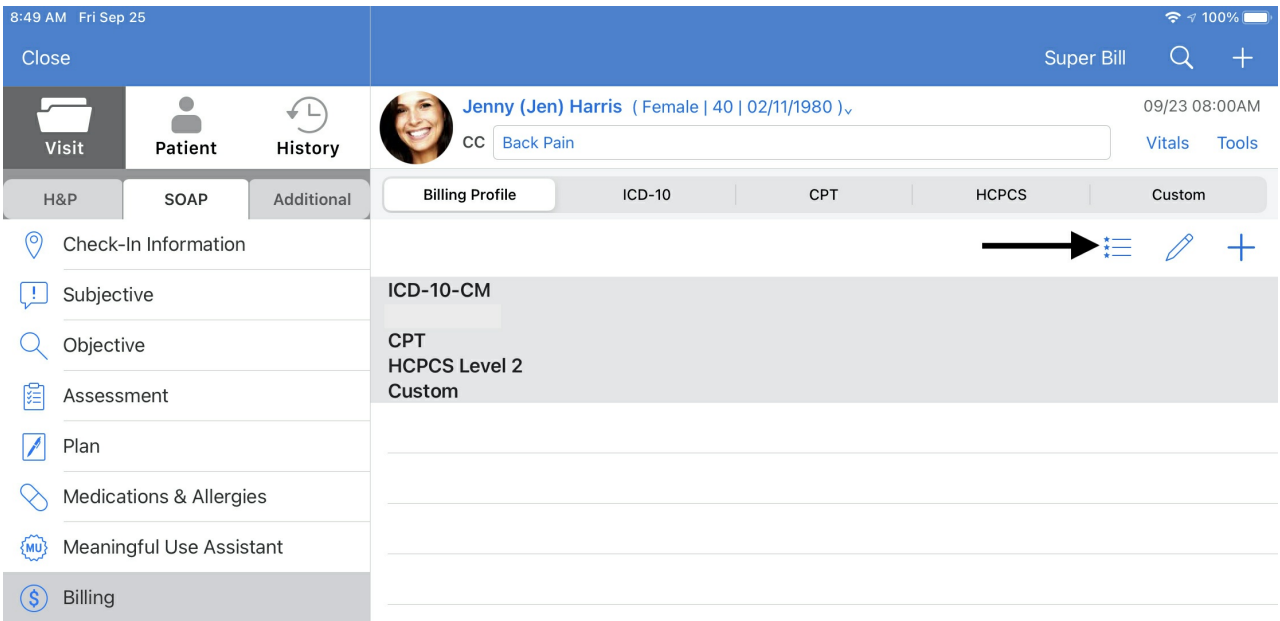 8:49 AM Fri Sep 25
100%
Close
Super Bill
Visit
Patient
History
Jenny (Jen) Harris ( Female | 40 | 02/11/1980 )
09/23 08:00AM
CC Back Pain
Vitals Tools
H&P SOAP Additional
Billing Profile ICD-10 CPT HCPCS Custom
Check-In Information
Subjective
Objective
Assessment
Plan
Medications & Allergies
MU Meaningful Use Assistant
$ Billing
ICD-10-CM
CPT
HCPCS Level 2
Custom